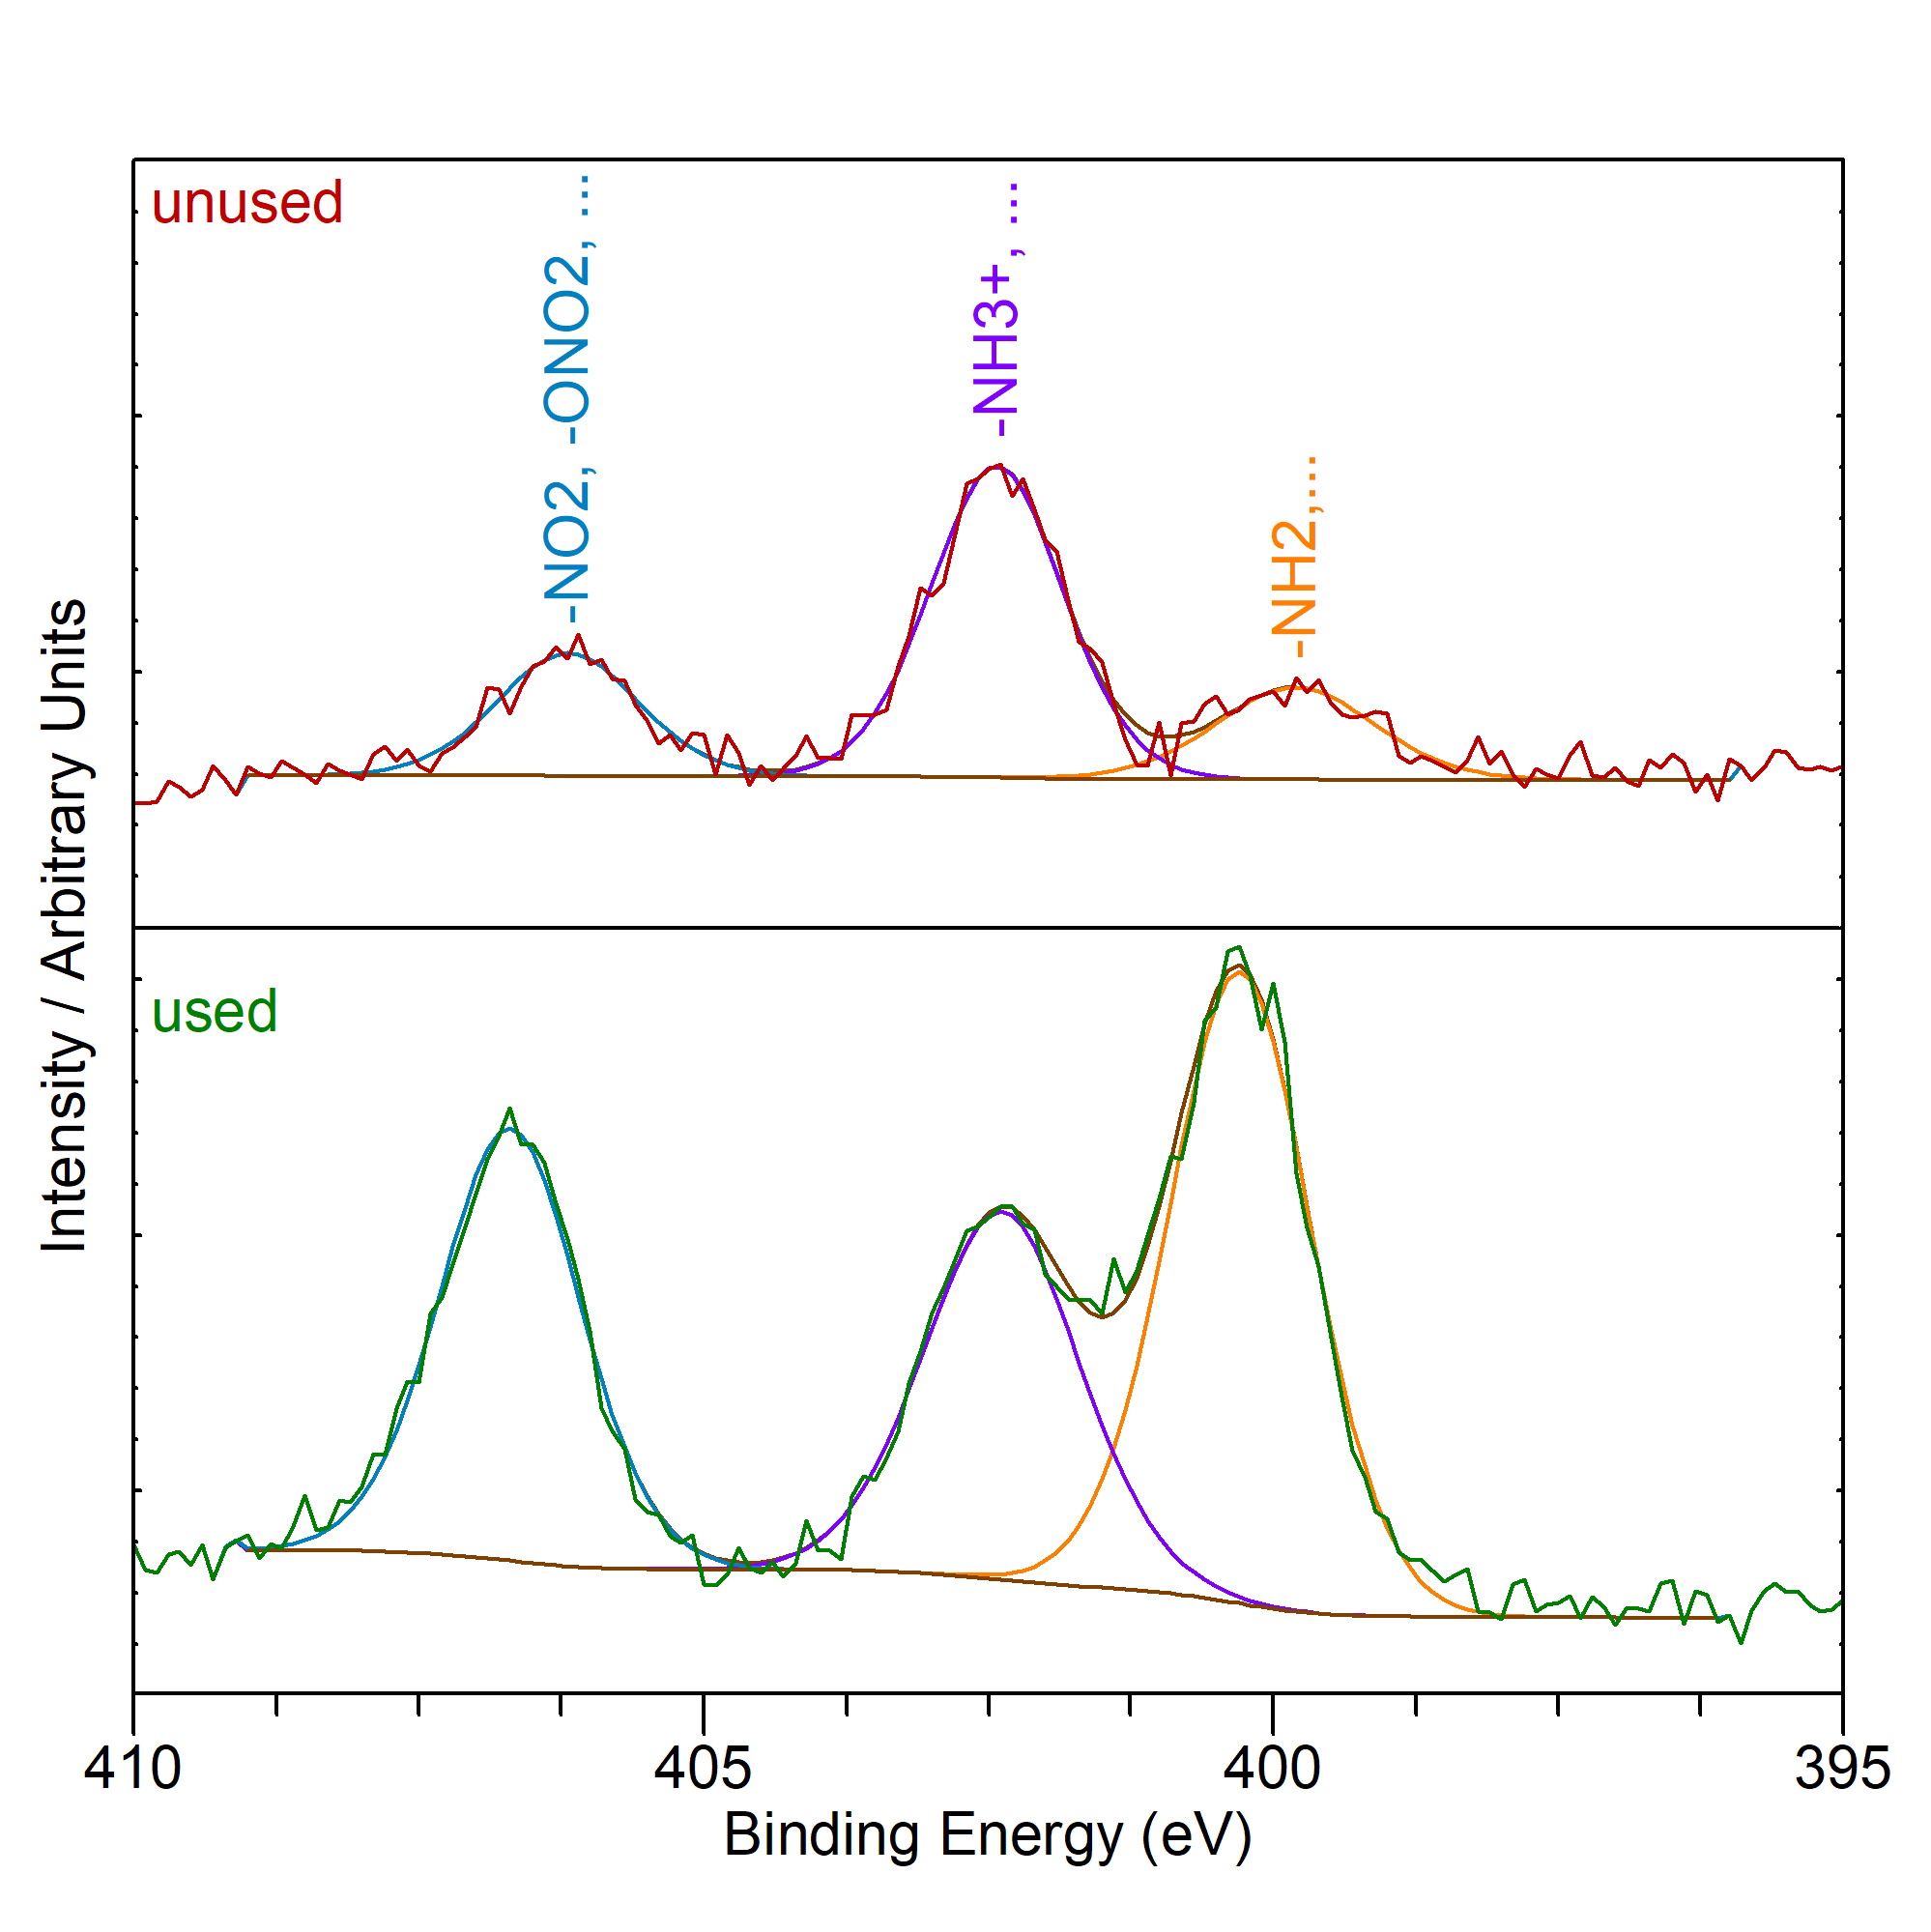 unused
-NO2, -ONO2, ...
-NH3+, ...
-NH2,...
used
Intensity / Arbitrary Units
410 405 400 395
Binding Energy (eV)